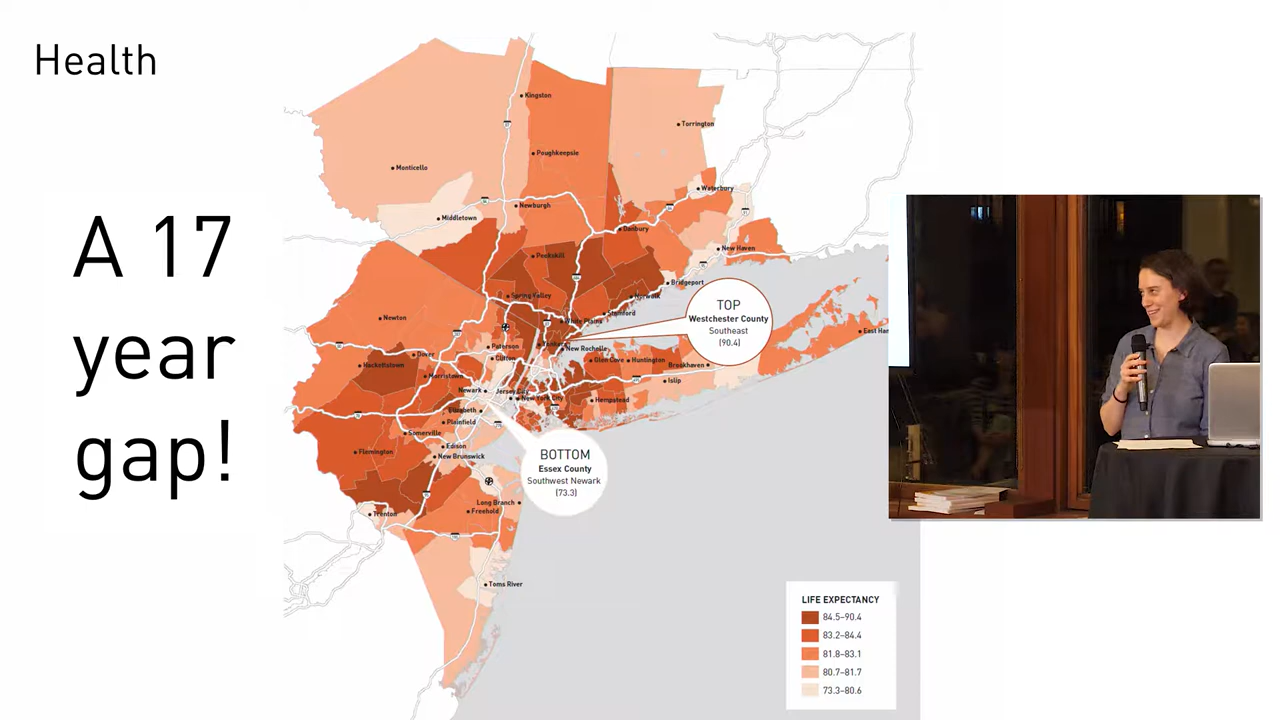 Health
A 17
year
gap!
Kingston
Torrington
Poughkeepsie
Monticello
Waterbury
Newburgh
Middletown
Danbury
New Haven
Peekskill
Bridgeport
Spring Valley
Norwalk
Stamford
White Plains
Newton
TOP
Westchester County
Southeast
(90.4)
Paterson
Clifton
New Rochelle
Dover
Hackettstown
Glen Cove
Huntington
Brookhaven
East Ham
Morristown
Islip
Newark
Jersey City
New York City
Hempstead
Elizabeth
Plainfield
Somerville
Edison
New Brunswick
Flemington
BOTTOM
Essex County
Southwest Newark
(73.3)
Long Branch
Freehold
Trenton
Toms River
LIFE EXPECTANCY
84.5–90.4
83.2–84.4
81.8–83.1
80.7–81.7
73.3–80.6